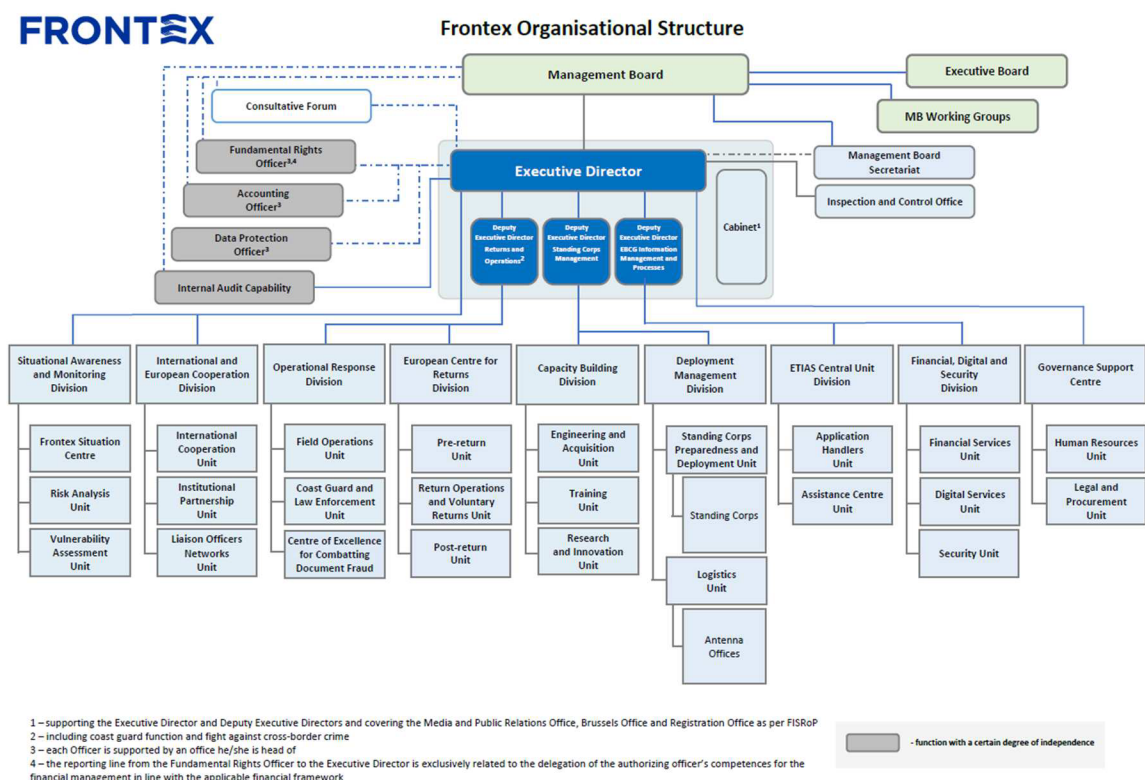 FRONTEX
Frontex Organisational Structure
Management Board
Executive Board
MB Working Groups
Consultative Forum
Fundamental Rights
Officer³,⁴
Accounting
Officer³
Data Protection
Officer³
Internal Audit Capability
Executive Director
Management Board
Secretariat
Inspection and Control Office
Cabinet¹
Deputy
Executive Director
Returns and
Operations²
Deputy
Executive Director
Standing Corps
Management
Deputy
Executive Director
EBCG Information
Management and
Processes
Situational Awareness
and Monitoring
Division
International and
European Cooperation
Division
Operational Response
Division
European Centre for
Returns
Division
Capacity Building
Division
Deployment
Management
Division
ETIAS Central Unit
Division
Financial, Digital and
Security
Division
Governance Support
Centre
Frontex Situation
Centre
Risk Analysis
Unit
Vulnerability
Assessment
Unit
International
Cooperation
Unit
Institutional
Partnership
Unit
Liaison Officers
Networks
Unit
Field Operations
Unit
Coast Guard and
Law Enforcement
Unit
Centre of Excellence
for Combatting
Document Fraud
Pre-return
Unit
Return Operations
and Voluntary
Returns Unit
Post-return
Unit
Engineering and
Acquisition
Unit
Training
Unit
Research
and Innovation
Unit
Standing Corps
Preparedness and
Deployment Unit
Standing Corps
Logistics
Unit
Antenna
Offices
Application
Handlers
Unit
Assistance Centre
Unit
Financial Services
Unit
Digital Services
Unit
Security Unit
Human Resources
Unit
Legal and
Procurement
Unit
1 – supporting the Executive Director and Deputy Executive Directors and covering the Media and Public Relations Office, Brussels Office and Registration Office as per FISRoP
2 – including coast guard function and fight against cross-border crime
3 – each Officer is supported by an office he/she is head of
4 – the reporting line from the Fundamental Rights Officer to the Executive Director is exclusively related to the delegation of the authorizing officer's competences for the
financial management in line with the applicable financial framework
- function with a certain degree of independence